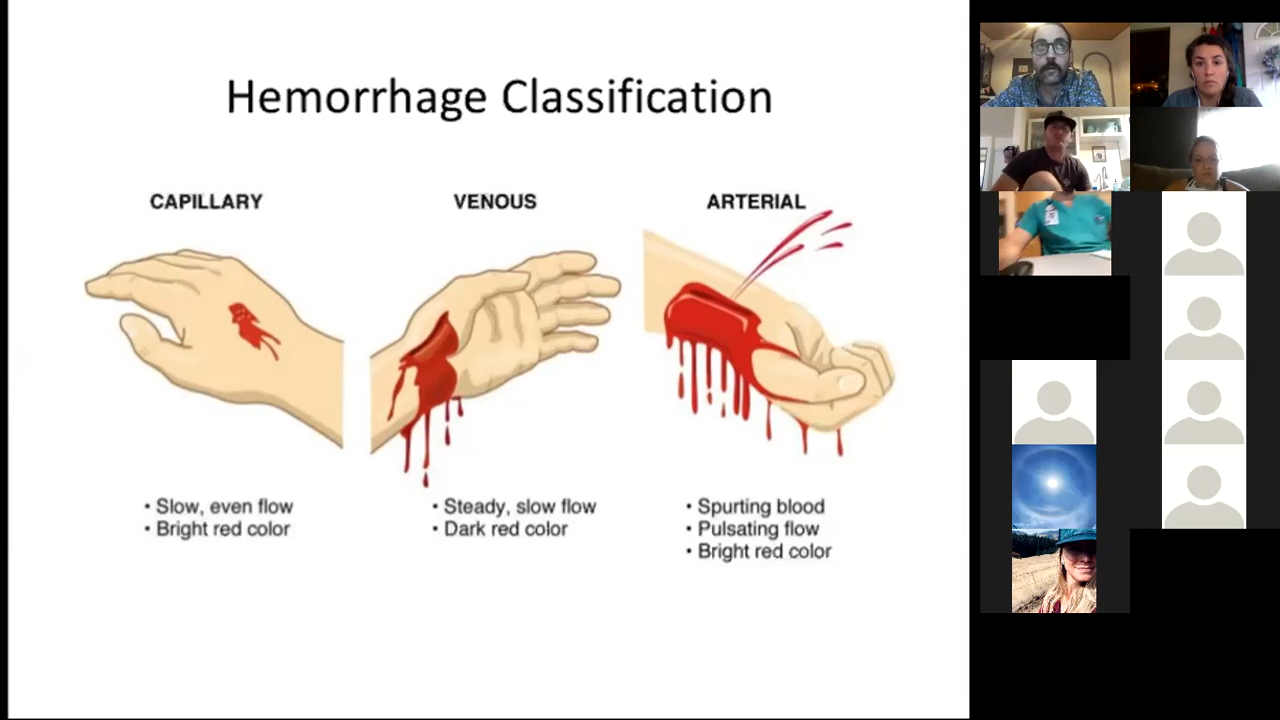 Hemorrhage Classification
CAPILLARY
VENOUS
ARTERIAL
• Slow, even flow
• Bright red color
• Steady, slow flow
• Dark red color
• Spurting blood
• Pulsating flow
• Bright red color